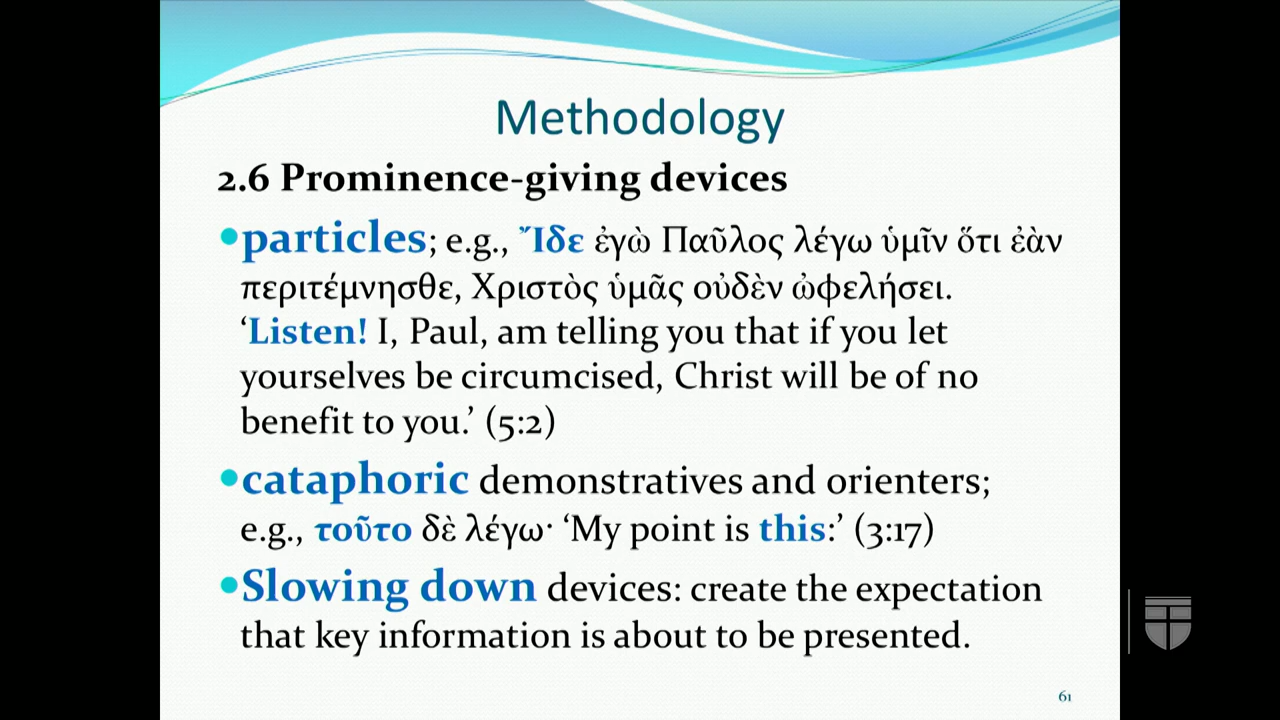 Methodology
2.6 Prominence-giving devices
•particles; e.g., Ἴδε ἐγὼ Παῦλος λέγω ὑμῖν ὅτι ἐὰν
περιτέμνησθε, Χριστὸς ὑμᾶς οὐδὲν ὠφελήσει.
‘Listen! I, Paul, am telling you that if you let
yourselves be circumcised, Christ will be of no
benefit to you.’ (5:2)
•cataphoric demonstratives and orienters;
e.g., τοῦτο δὲ λέγω· ‘My point is this:’ (3:17)
•Slowing down devices: create the expectation
that key information is about to be presented.
61